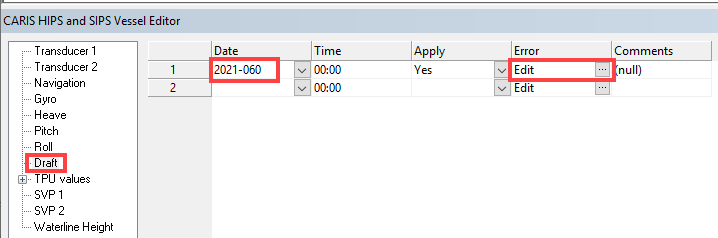 CARIS HIPS and SIPS Vessel Editor
Transducer 1
Transducer 2
Navigation
Gyro
Heave
Pitch
Roll
Draft
TPU values
SVP 1
SVP 2
Waterline Height
Date Time Apply Error Comments
1 2021-060 00:00 Yes Edit ... (null)
2 00:00 Edit ...